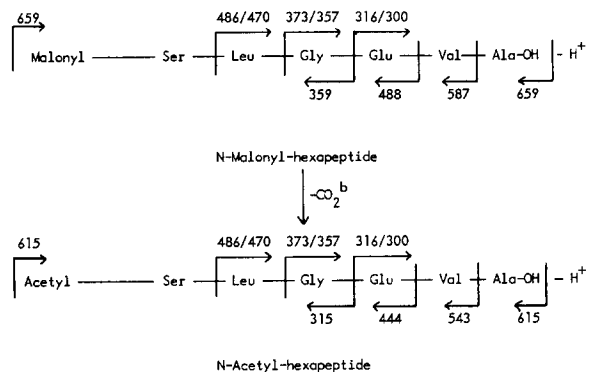 659 486/470 373/357 316/300
Malonyl Ser Leu Gly Glu Val Ala-OH - H+
359 488 587 659
N-Malonyl-hexapeptide
-CO2 b
615 486/470 373/357 316/300
Acetyl Ser Leu Gly Glu Val Ala-OH - H+
315 444 543 615
N-Acetyl-hexapeptide